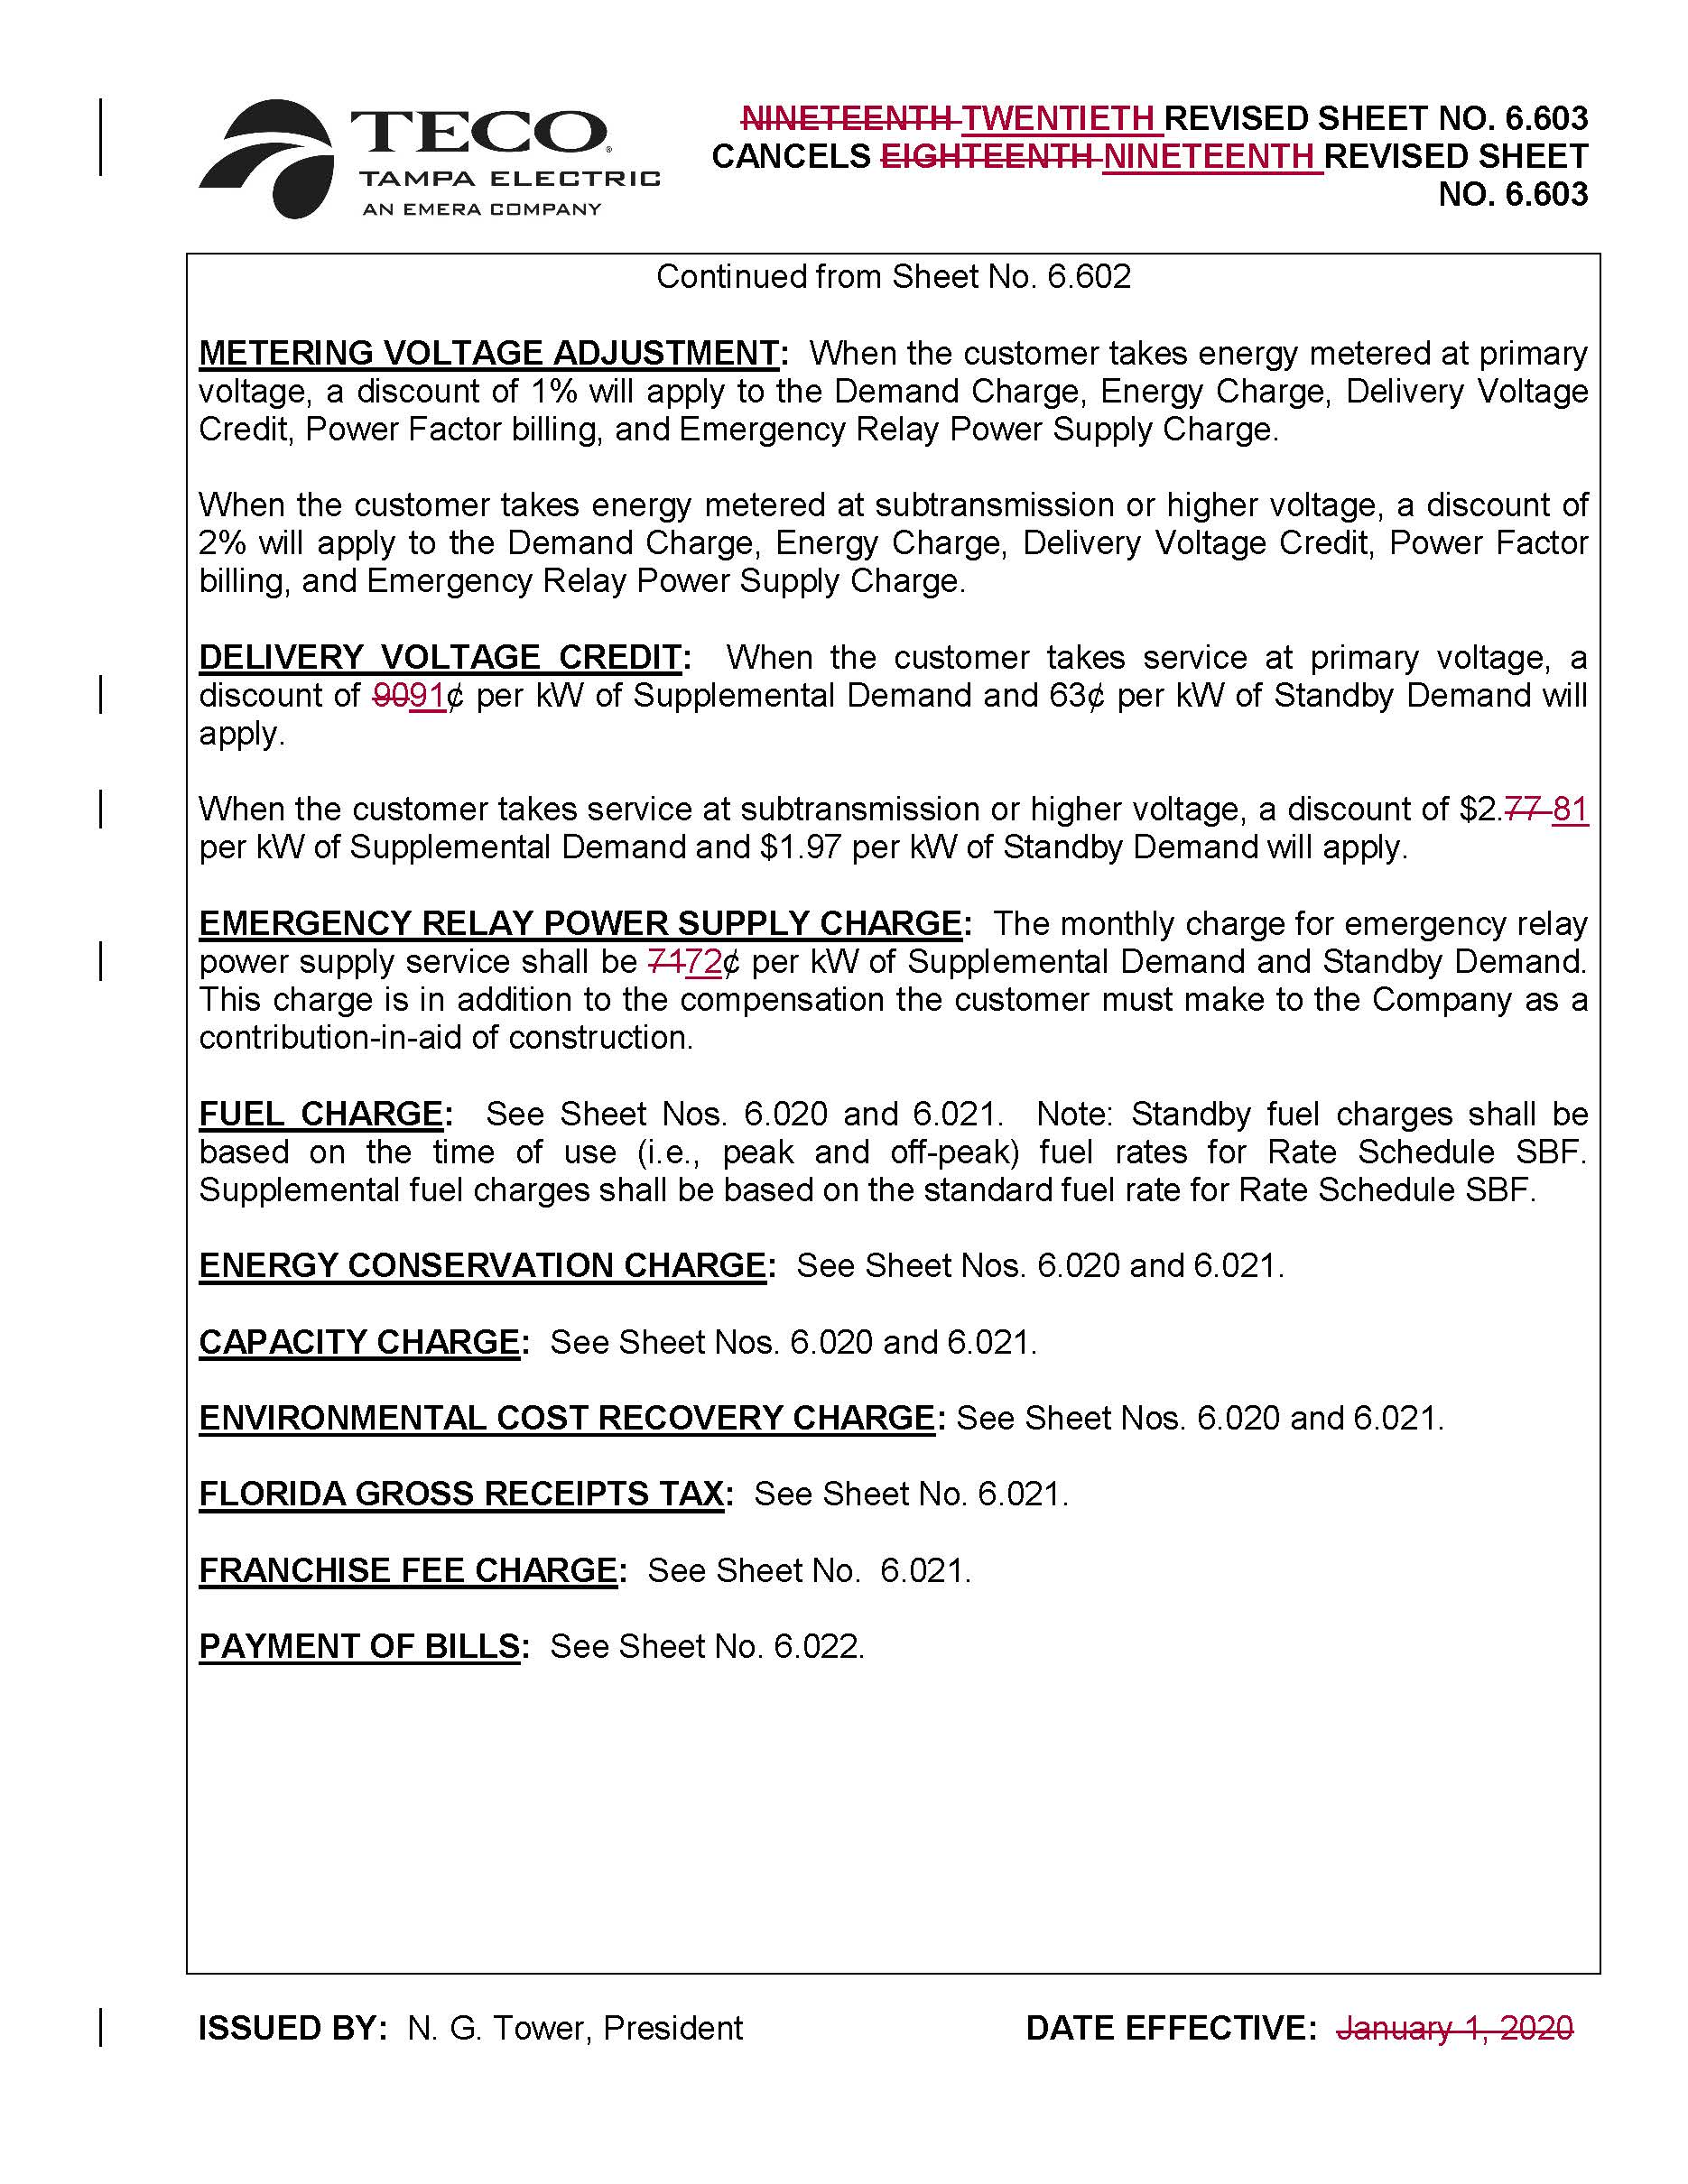 TECO®
TAMPA ELECTRIC
AN EMERA COMPANY
NINETEENTH TWENTIETH REVISED SHEET NO. 6.603
CANCELS EIGHTEENTH NINETEENTH REVISED SHEET
NO. 6.603
Continued from Sheet No. 6.602
METERING VOLTAGE ADJUSTMENT: When the customer takes energy metered at primary
voltage, a discount of 1% will apply to the Demand Charge, Energy Charge, Delivery Voltage
Credit, Power Factor billing, and Emergency Relay Power Supply Charge.
When the customer takes energy metered at subtransmission or higher voltage, a discount of
2% will apply to the Demand Charge, Energy Charge, Delivery Voltage Credit, Power Factor
billing, and Emergency Relay Power Supply Charge.
DELIVERY VOLTAGE CREDIT: When the customer takes service at primary voltage, a
discount of 9091¢ per kW of Supplemental Demand and 63¢ per kW of Standby Demand will
apply.
When the customer takes service at subtransmission or higher voltage, a discount of $2.77 81
per kW of Supplemental Demand and $1.97 per kW of Standby Demand will apply.
EMERGENCY RELAY POWER SUPPLY CHARGE: The monthly charge for emergency relay
power supply service shall be 7172¢ per kW of Supplemental Demand and Standby Demand.
This charge is in addition to the compensation the customer must make to the Company as a
contribution-in-aid of construction.
FUEL CHARGE: See Sheet Nos. 6.020 and 6.021. Note: Standby fuel charges shall be
based on the time of use (i.e., peak and off-peak) fuel rates for Rate Schedule SBF.
Supplemental fuel charges shall be based on the standard fuel rate for Rate Schedule SBF.
ENERGY CONSERVATION CHARGE: See Sheet Nos. 6.020 and 6.021.
CAPACITY CHARGE: See Sheet Nos. 6.020 and 6.021.
ENVIRONMENTAL COST RECOVERY CHARGE: See Sheet Nos. 6.020 and 6.021.
FLORIDA GROSS RECEIPTS TAX: See Sheet No. 6.021.
FRANCHISE FEE CHARGE: See Sheet No. 6.021.
PAYMENT OF BILLS: See Sheet No. 6.022.
ISSUED BY: N. G. Tower, President
DATE EFFECTIVE: January 1, 2020